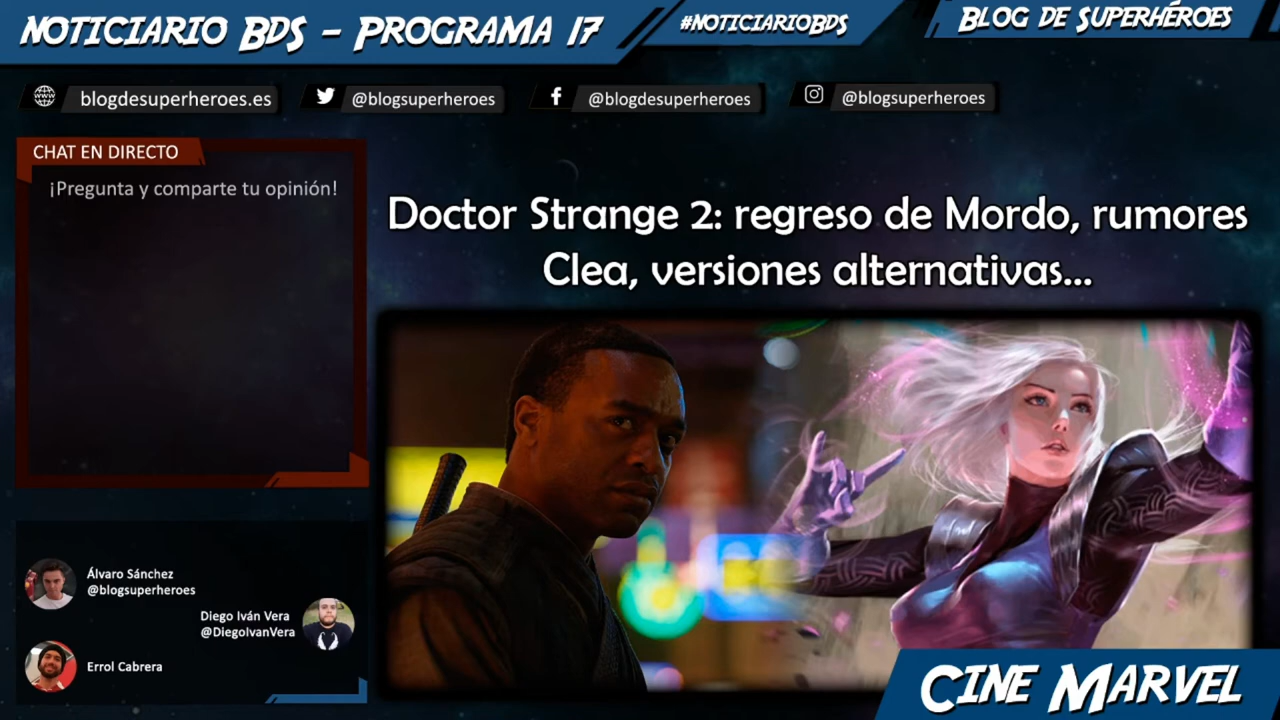 NOTICIARIO BDS - PROGRAMA 17
#NOTICIARIOBDS
BLOG DE SUPERHÉROES
blogdesuperheroes.es
@blogsuperheroes
@blogdesuperheroes
@blogsuperheroes
CHAT EN DIRECTO
¡Pregunta y comparte tu opinión!
Doctor Strange 2: regreso de Mordo, rumores
Clea, versiones alternativas...
Álvaro Sánchez
@blogsuperheroes
Diego Iván Vera
@DiegoIvanVera
Errol Cabrera
CINE MARVEL